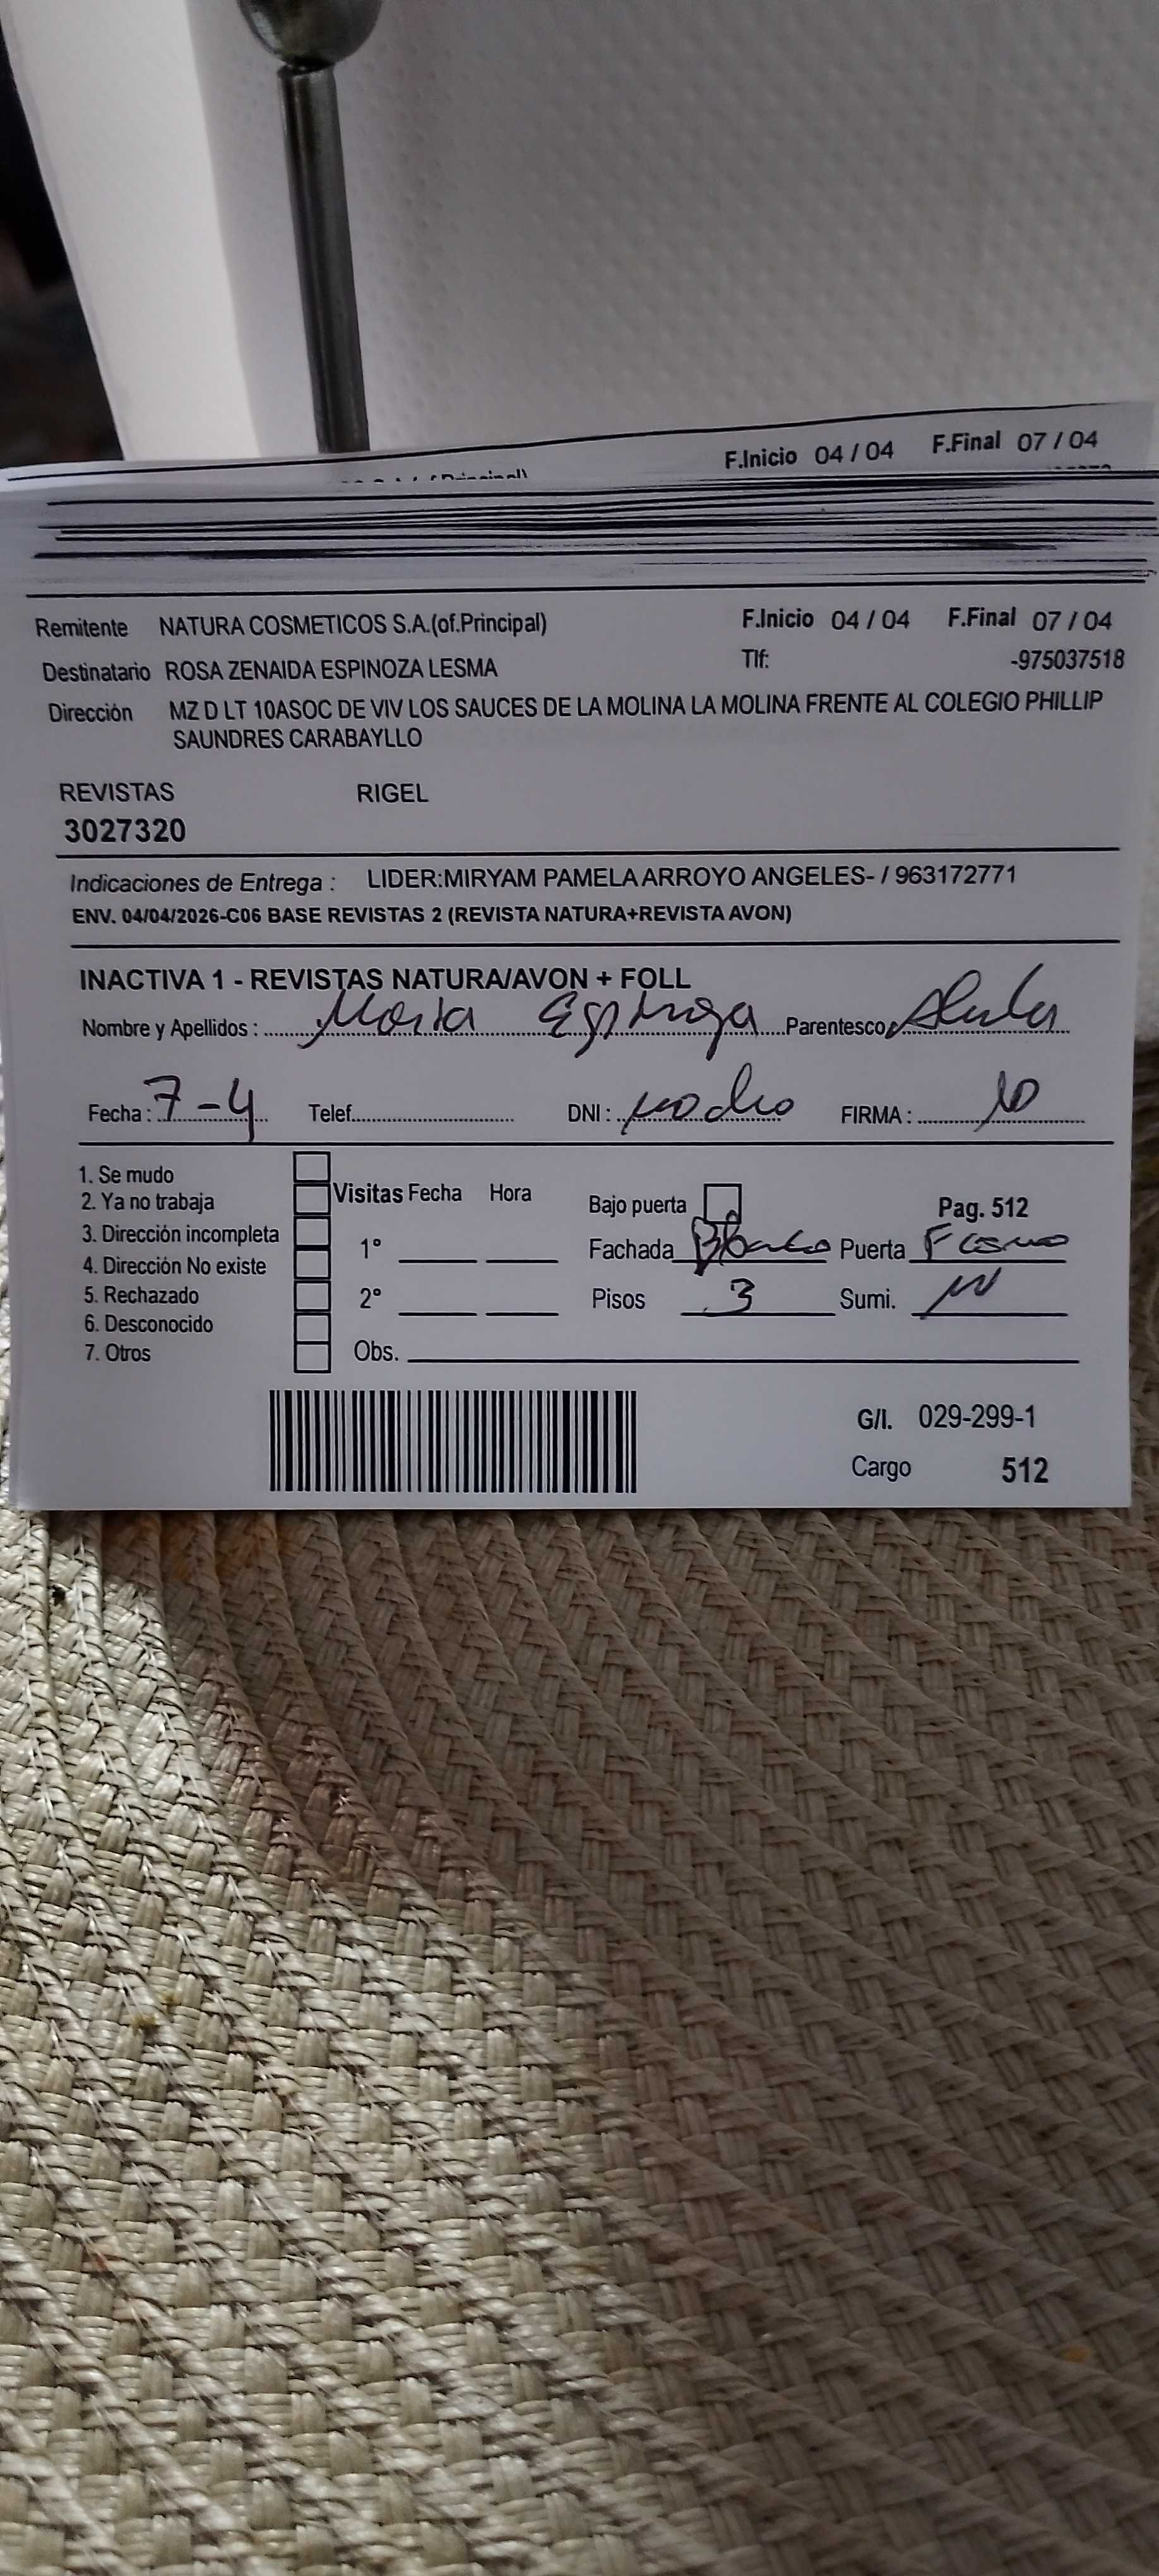 F.Inicio 04 / 04 F.Final 07 / 04
Remitente NATURA COSMETICOS S.A.(of.Principal) F.Inicio 04 / 04 F.Final 07 / 04
Destinatario ROSA ZENAIDA ESPINOZA LESMA Tlf: -975037518
Dirección MZ D LT 10ASOC DE VIV LOS SAUCES DE LA MOLINA LA MOLINA FRENTE AL COLEGIO PHILLIP
SAUNDRES CARABAYLLO
REVISTAS RIGEL
3027320
Indicaciones de Entrega : LIDER:MIRYAM PAMELA ARROYO ANGELES- / 963172771
ENV. 04/04/2026-C06 BASE REVISTAS 2 (REVISTA NATURA+REVISTA AVON)
INACTIVA 1 - REVISTAS NATURA/AVON + FOLL
Nombre y Apellidos : Maria Espinoza Parentesco
Fecha : 7-4 Telef. DNI : FIRMA :
1. Se mudo
2. Ya no trabaja Visitas Fecha Hora Bajo puerta Pag. 512
3. Dirección incompleta 1° Fachada Blanco Puerta
4. Dirección No existe
5. Rechazado 2° Pisos 3 Sumi.
6. Desconocido
7. Otros Obs.
G/I. 029-299-1
Cargo 512